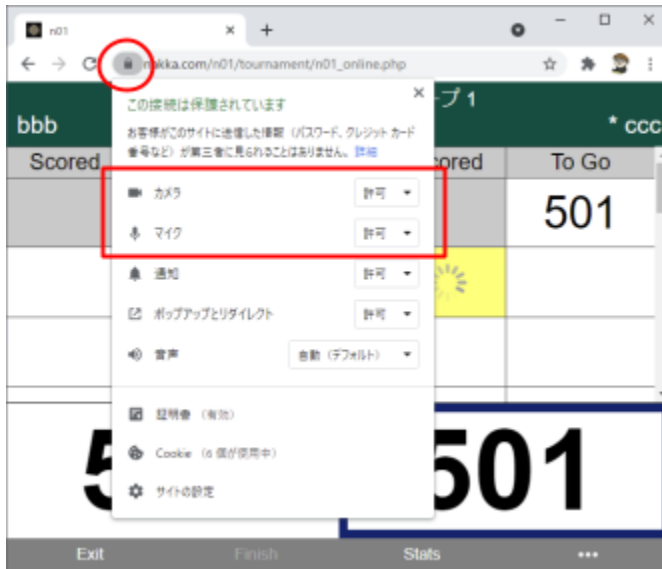 n01
nakka.com/n01/tournament/n01_online.php
この接続は保護されています
お客様がこのサイトに送信した情報（パスワード、クレジット カード
番号など）が第三者に見られることはありません。 詳細
ープ 1
bbb
* ccc
Scored
cored
To Go
カメラ 許可
マイク 許可
501
通知 許可
ポップアップとリダイレクト 許可
音声 自動（デフォルト）
証明書 （有効）
Cookie （6 個が使用中）
サイトの設定
5
501
Exit
Finish
Stats